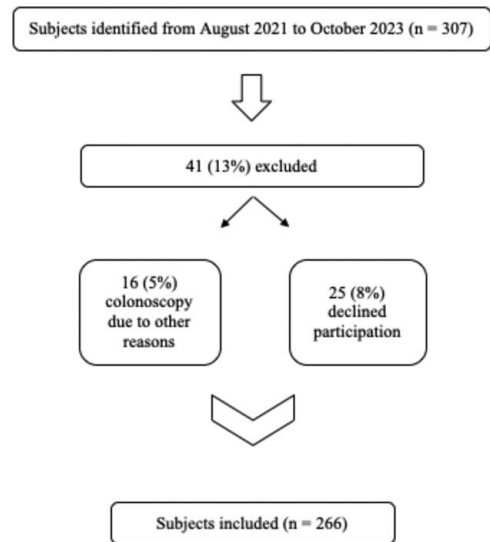 Subjects identified from August 2021 to October 2023 (n = 307)
41 (13%) excluded
16 (5%)
colonoscopy
due to other
reasons
25 (8%)
declined
participation
Subjects included (n = 266)